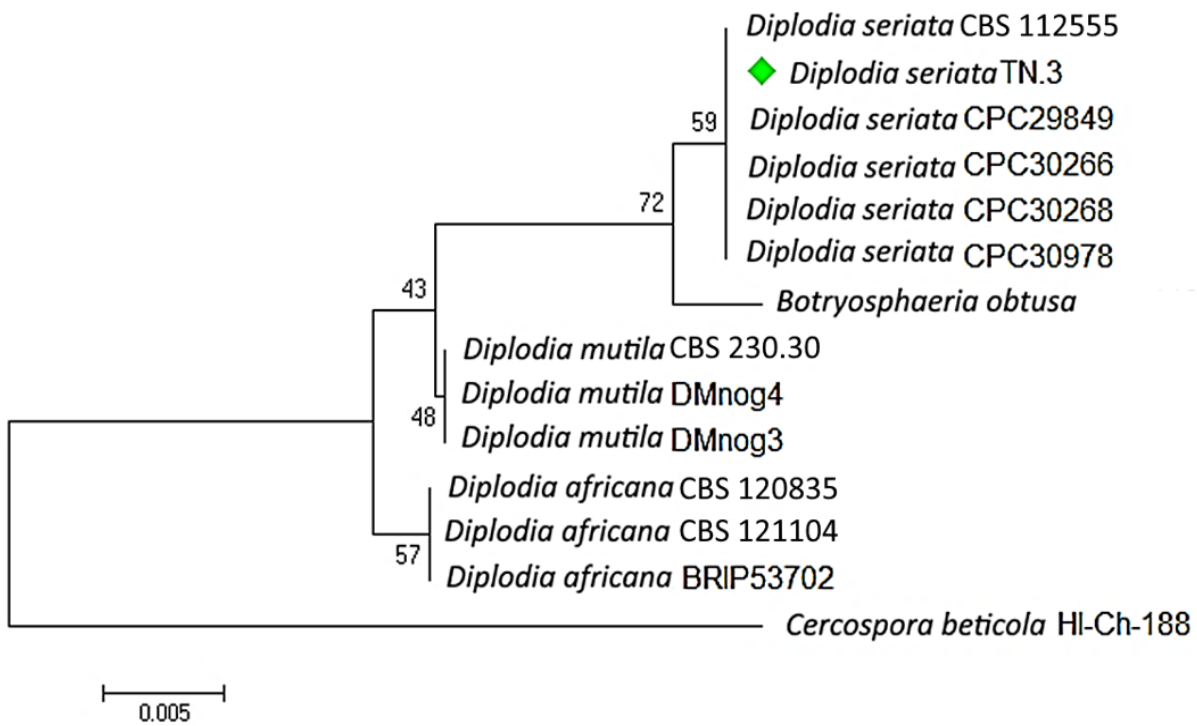 Diplodia seriata CBS 112555
Diplodia seriata TN.3
59
Diplodia seriata CPC29849
Diplodia seriata CPC30266
72
Diplodia seriata CPC30268
Diplodia seriata CPC30978
43
Botryosphaeria obtusa
Diplodia mutila CBS 230.30
Diplodia mutila DMnog4
48
Diplodia mutila DMnog3
Diplodia africana CBS 120835
Diplodia africana CBS 121104
57
Diplodia africana BRIP53702
Cercospora beticola Hl-Ch-188
0.005